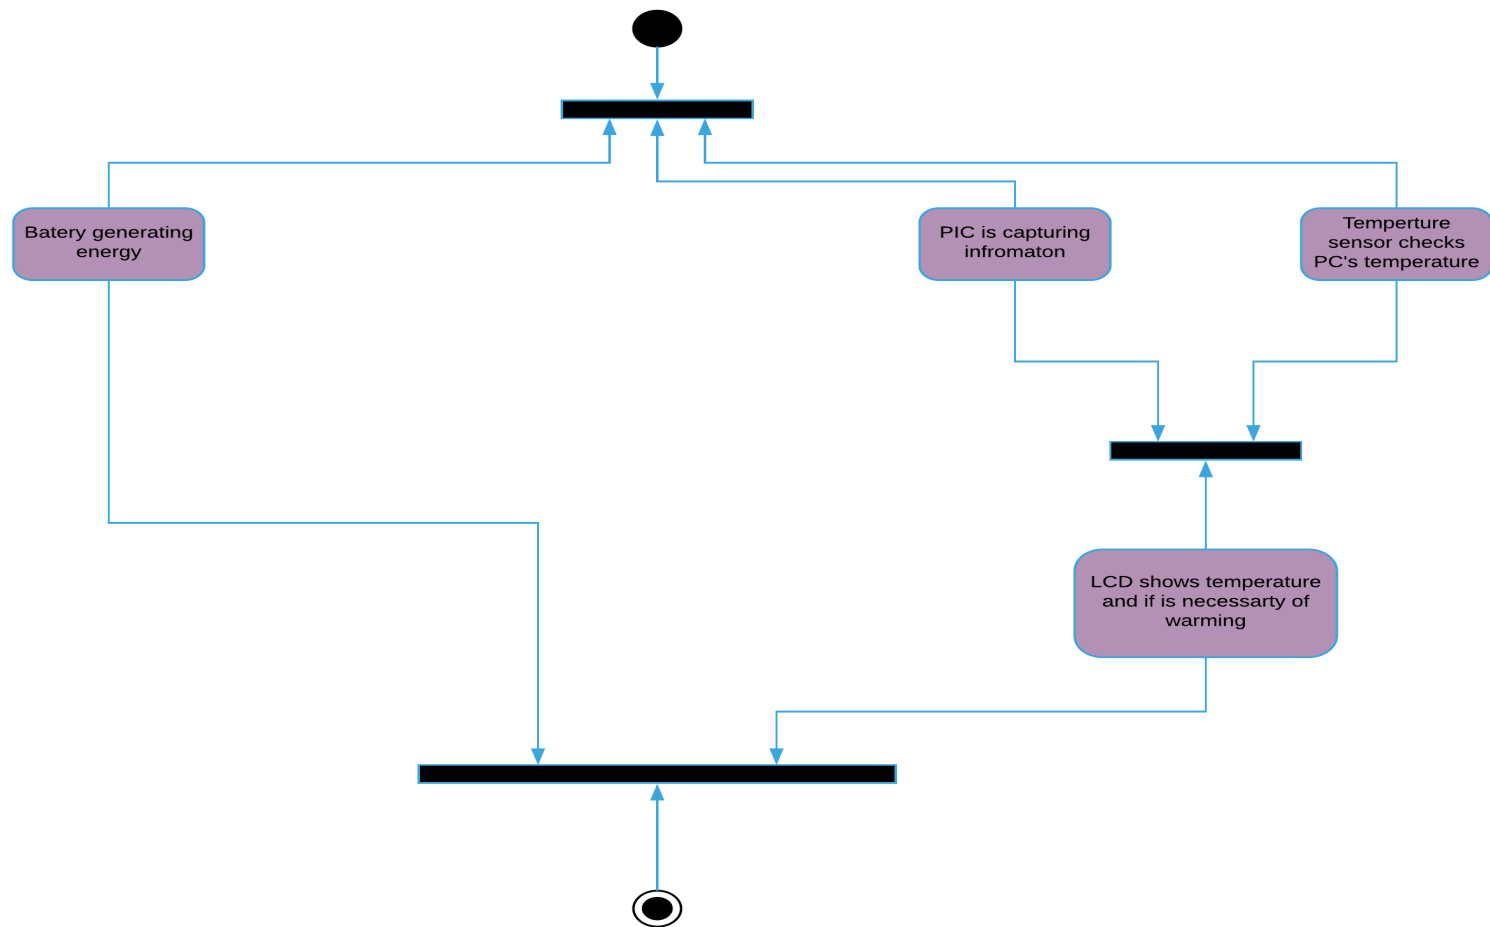 Batery generating
energy
PIC is capturing
infromaton
Temperture
sensor checks
PC's temperature
LCD shows temperature
and if is necessarty of
warming